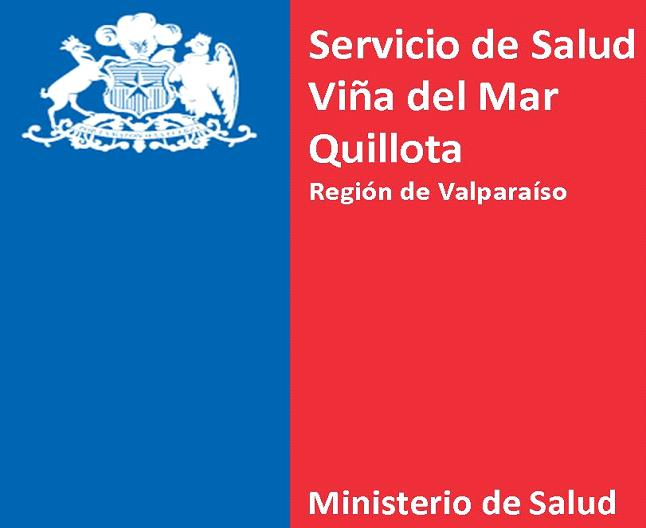 Servicio de Salud
Viña del Mar
Quillota
Región de Valparaíso
Ministerio de Salud